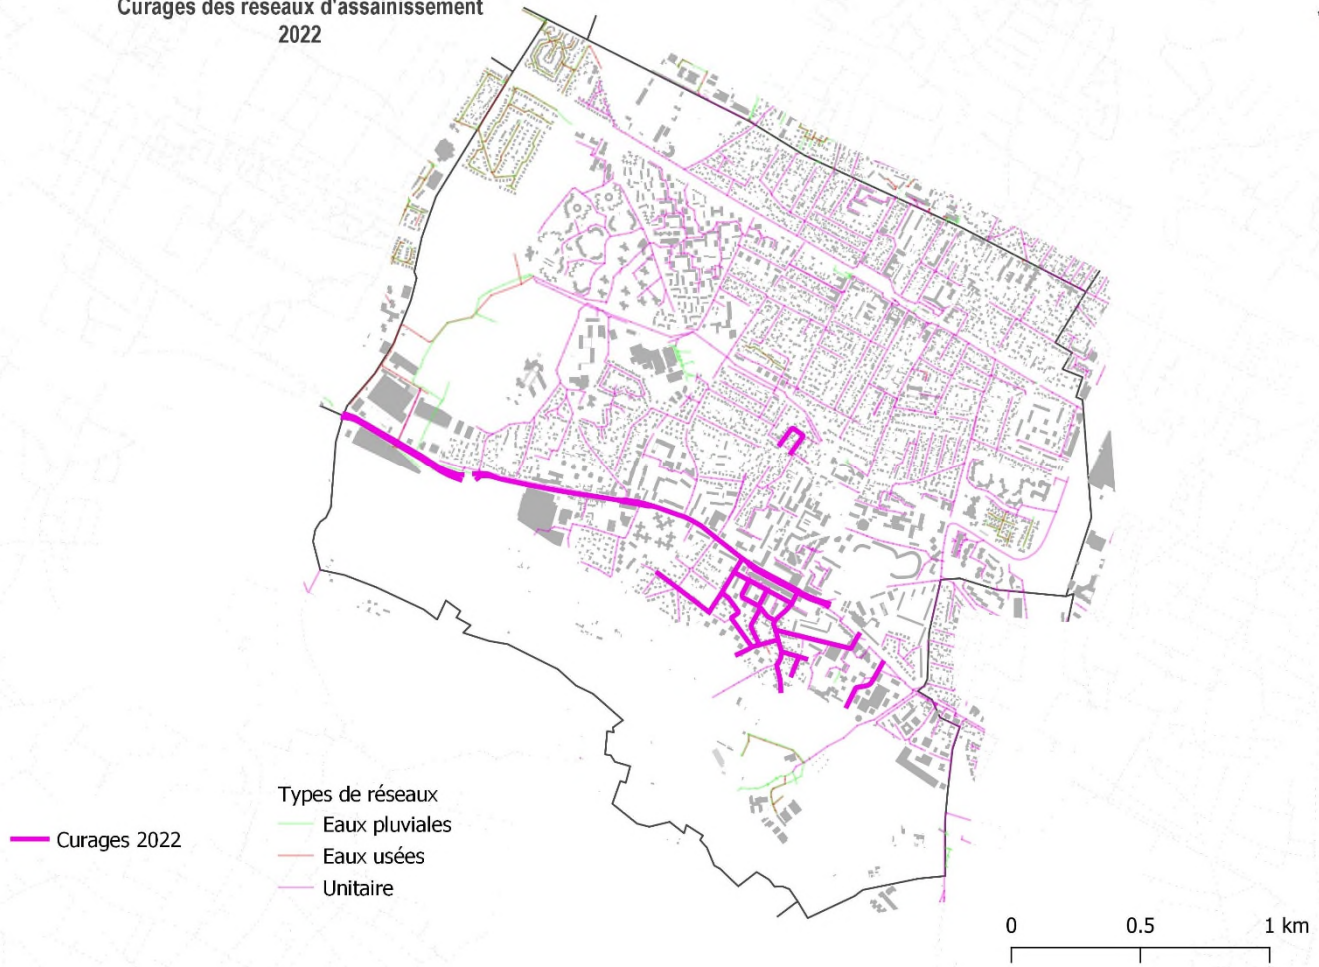 Curages des réseaux d'assainissement
2022
Types de réseaux
Eaux pluviales
Curages 2022
Eaux usées
Unitaire
0 0.5 1 km